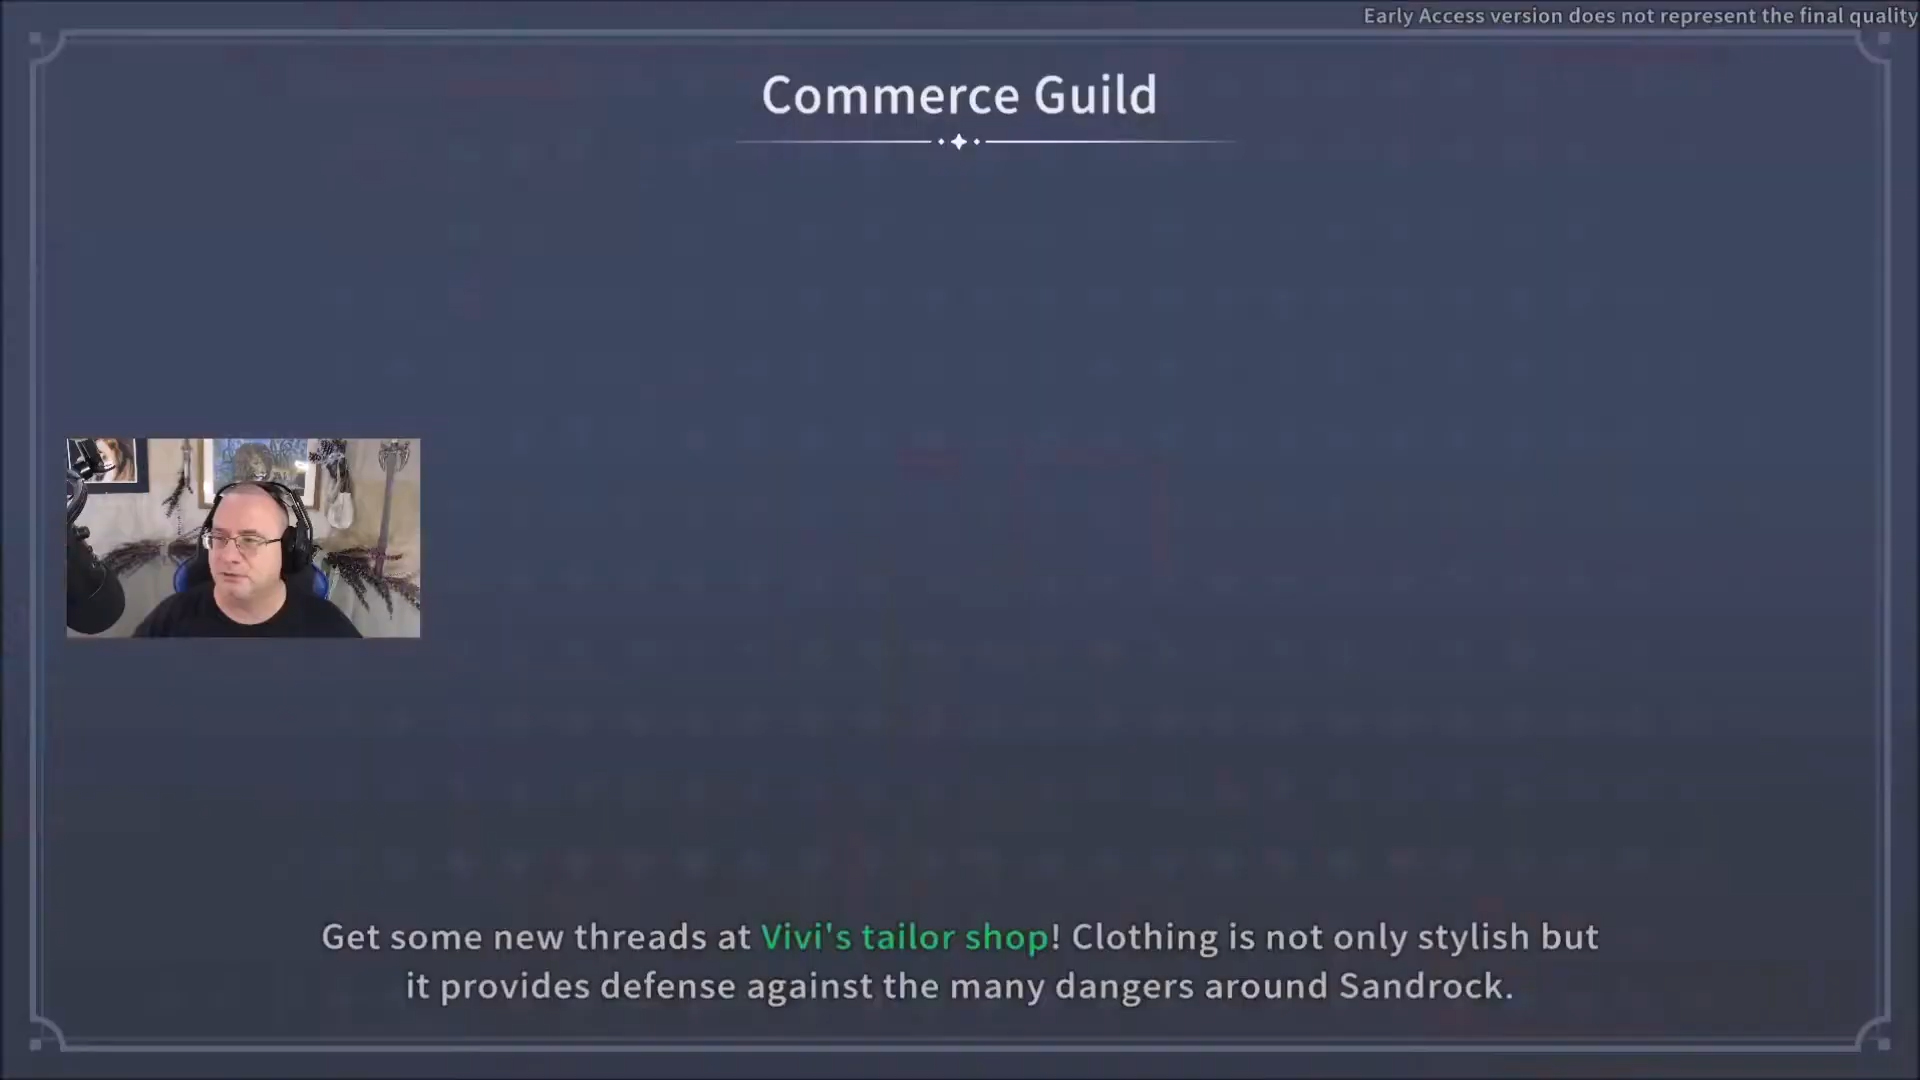 Early Access version does not represent the final quality
Commerce Guild
Get some new threads at Vivi's tailor shop! Clothing is not only stylish but
it provides defense against the many dangers around Sandrock.